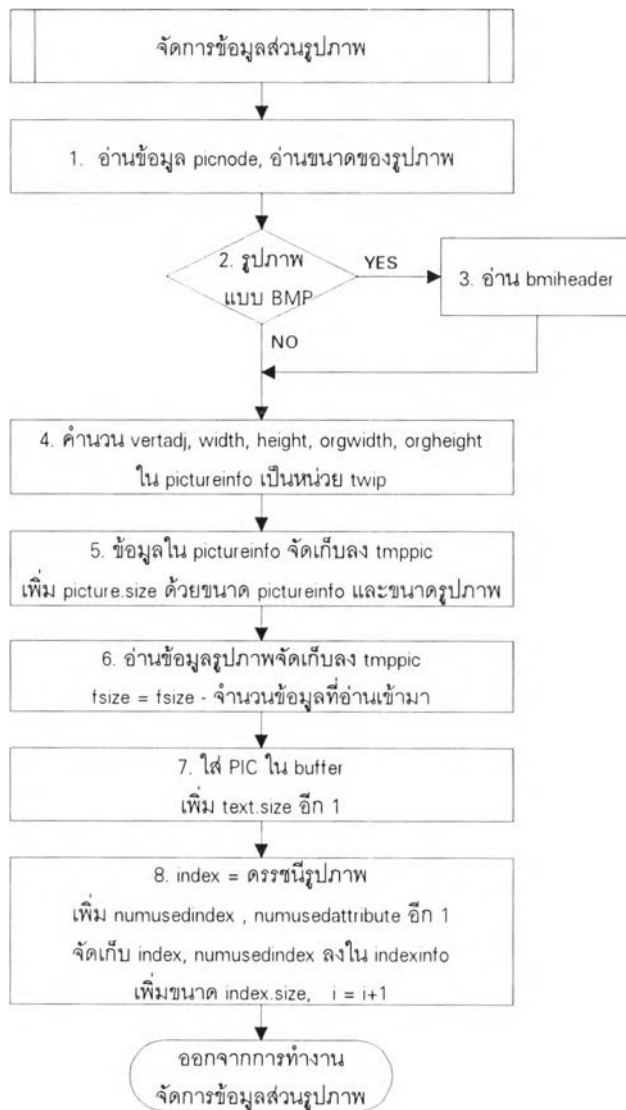 จัดการข้อมูลส่วนรูปภาพ
1. อ่านข้อมูล picnode, อ่านขนาดของรูปภาพ
2. รูปภาพ
แบบ BMP
YES
3. อ่าน bmiheader
NO
4. คำนวน vertadj, width, height, orgwidth, orgheight
ใน pictureinfo เป็นหน่วย twip
5. ข้อมูลใน pictureinfo จัดเก็บลง tmppic
เพิ่ม picture.size ด้วยขนาด pictureinfo และขนาดรูปภาพ
6. อ่านข้อมูลรูปภาพจัดเก็บลง tmppic
fsize = fsize - จำนวนข้อมูลที่อ่านเข้ามา
7. ใส่ PIC ใน buffer
เพิ่ม text.size อีก 1
8. index = ดรรชนีรูปภาพ
เพิ่ม numusedindex , numusedattribute อีก 1
จัดเก็บ index, numusedindex ลงใน indexinfo
เพิ่มขนาด index.size, i = i+1
ออกจากการทำงาน
จัดการข้อมูลส่วนรูปภาพ